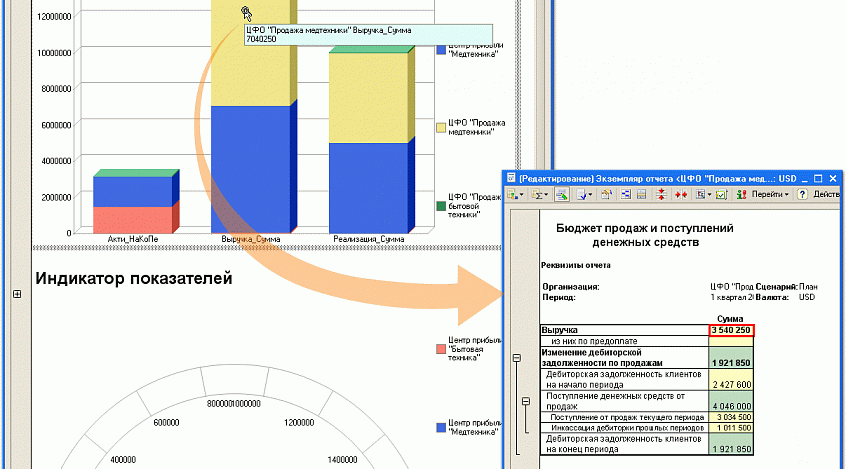 12000000
10000000
8000000
6000000
4000000
2000000
0
ЦФО "Продажа медтехники" Выручка_Сумма
7040250
Центр прибыли
"Медтехника"
ЦФО "Продажа
медтехники"
ЦФО "Продаж
бытовой
техники"
Акти_НаКоПе
Выручка_Сумма
Реализация_Сумма
Индикатор показателей
Центр прибыли
"Бытовая
техника"
Центр прибыли
"Медтехника"
400000
600000
800000
1000000
1200000
1400000
(Редактирование) Экземпляр отчета <ЦФО "Продажа мед...: USD
Перейти
Действ
Бюджет продаж и поступлений
денежных средств
Реквизиты отчета
Организация: ЦФО "Прод Сценарий: План
Период: 1 квартал 20 Валюта: USD
Сумма
Выручка 3 540 250
из них по предоплате
Изменение дебиторской
задолженности по продажам 1 921 850
Дебиторская задолженность клиентов
на начало периода 2 427 600
Поступление денежных средств от
продаж 4 046 000
Поступление от продаж текущего периода 3 034 500
Инкассация дебиторки прошлых периодов 1 011 500
Дебиторская задолженность клиентов
на конец периода 1 921 850